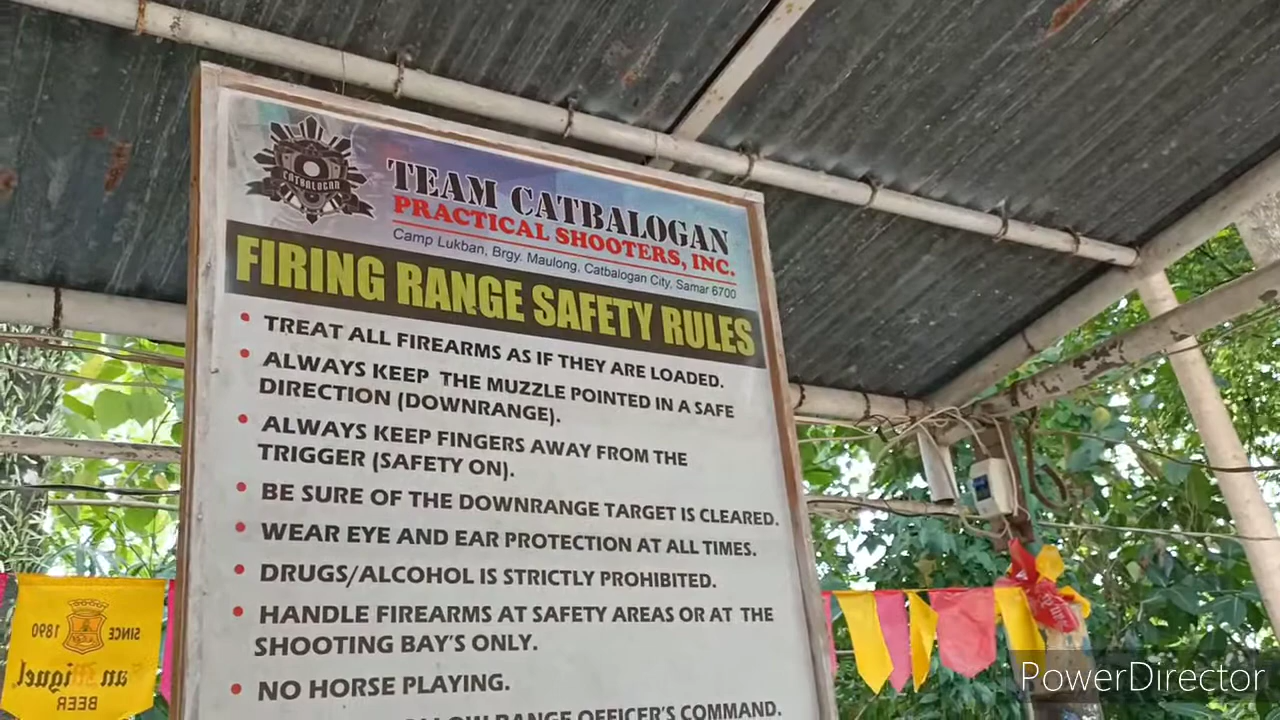 CATBALOGAN
TEAM CATBALOGAN
PRACTICAL SHOOTERS, INC.
Camp Lukban, Brgy. Maulong, Catbalogan City, Samar 6700
FIRING RANGE SAFETY RULES
• TREAT ALL FIREARMS AS IF THEY ARE LOADED.
• ALWAYS KEEP THE MUZZLE POINTED IN A SAFE
DIRECTION (DOWNRANGE).
• ALWAYS KEEP FINGERS AWAY FROM THE
TRIGGER (SAFETY ON).
• BE SURE OF THE DOWNRANGE TARGET IS CLEARED.
• WEAR EYE AND EAR PROTECTION AT ALL TIMES.
• DRUGS/ALCOHOL IS STRICTLY PROHIBITED.
• HANDLE FIREARMS AT SAFETY AREAS OR AT THE
SHOOTING BAY'S ONLY.
• NO HORSE PLAYING.
RANGE OFFICER'S COMMAND.
SINCE 1890
San Miguel
BEER
PowerDirector